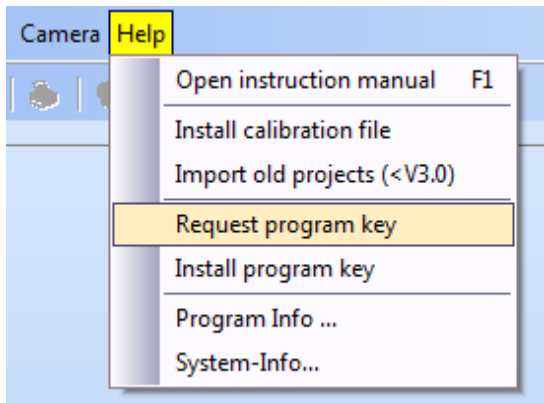 Camera Help
Open instruction manual F1
Install calibration file
Import old projects (<V3.0)
Request program key
Install program key
Program Info ...
System-Info...